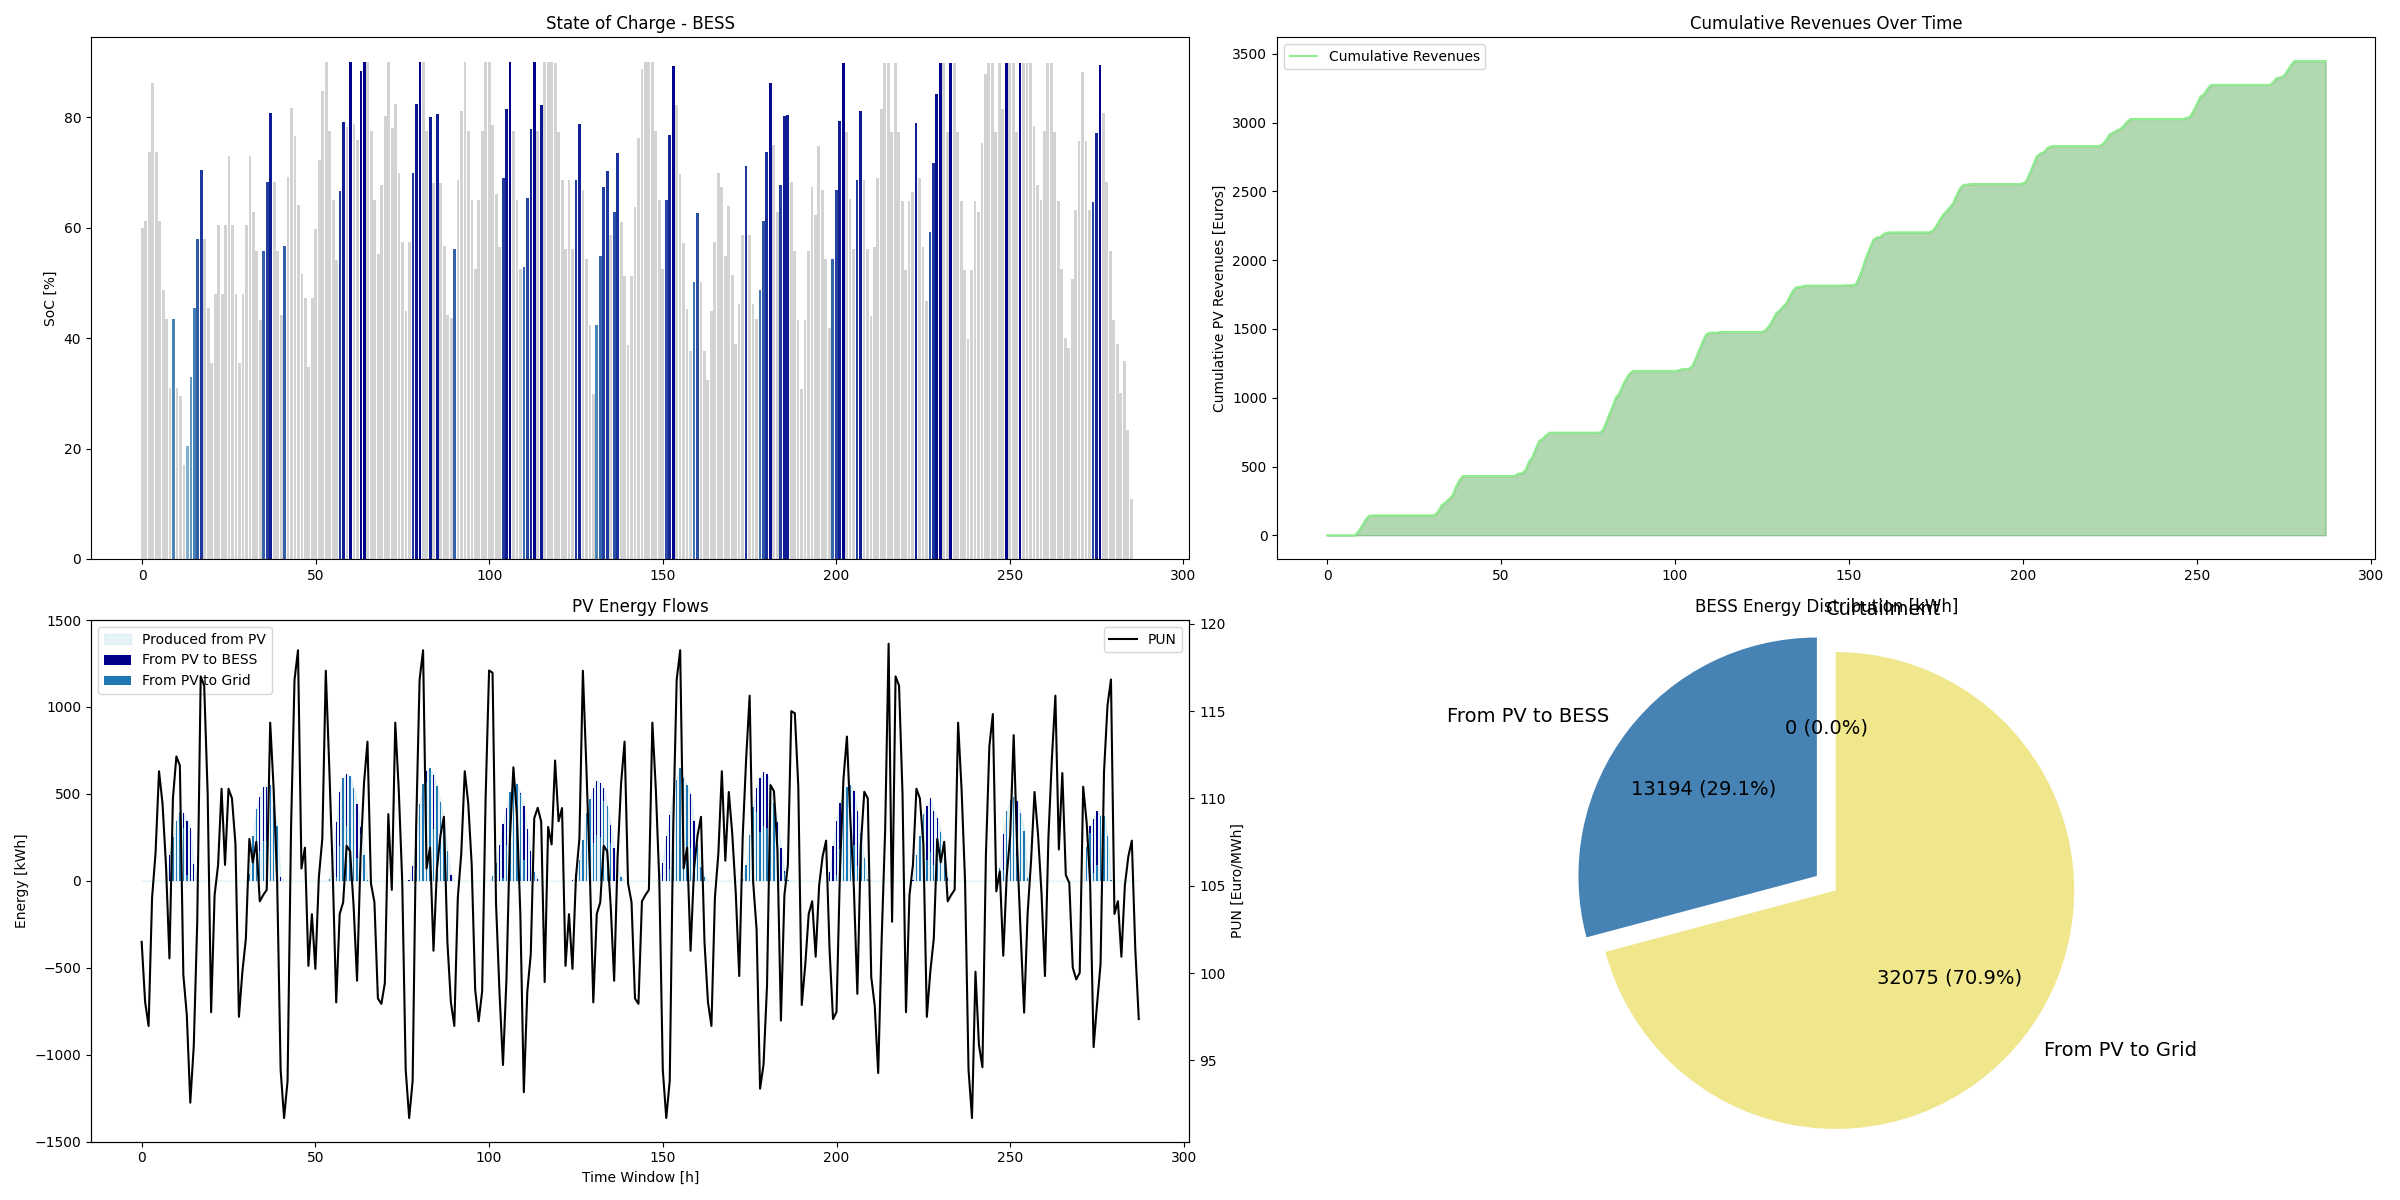 State of Charge - BESS
SoC [%]
80
60
40
20
0
0 50 100 150 200 250 300
Cumulative Revenues Over Time
Cumulative Revenues
Cumulative PV Revenues [Euros]
3500
3000
2500
2000
1500
1000
500
0
0 50 100 150 200 250 300
PV Energy Flows
Produced from PV
From PV to BESS
From PV to Grid
PUN
Energy [kWh]
1500
1000
500
0
−500
−1000
−1500
120
115
110
105
100
95
PUN [Euro/MWh]
0 50 100 150 200 250 300
Time Window [h]
BESS Energy Distribution [kWh]
Curtailment
From PV to BESS
0 (0.0%)
13194 (29.1%)
32075 (70.9%)
From PV to Grid